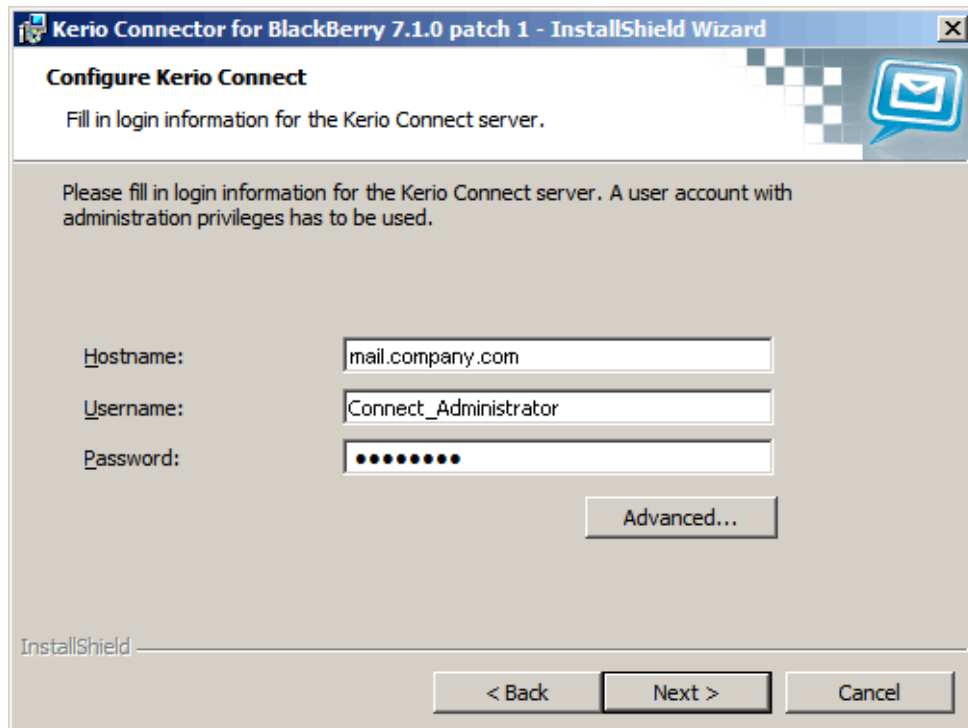 Kerio Connector for BlackBerry 7.1.0 patch 1 - InstallShield Wizard
Configure Kerio Connect
Fill in login information for the Kerio Connect server.
Please fill in login information for the Kerio Connect server. A user account with
administration privileges has to be used.
Hostname:
mail.company.com
Username:
Connect_Administrator
Password:
●●●●●●●●
Advanced...
InstallShield
< Back
Next >
Cancel